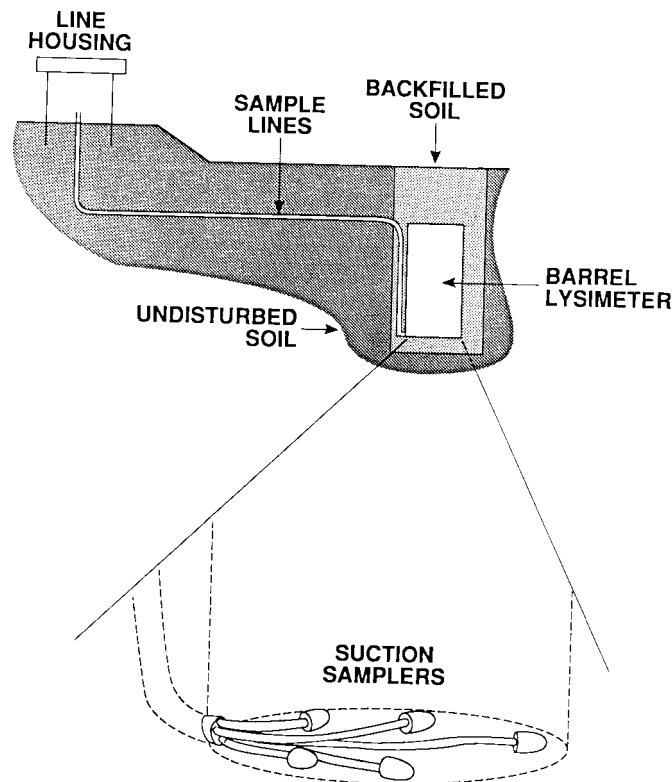 LINE
HOUSING
SAMPLE
LINES
BACKFILLED
SOIL
BARREL
LYSIMETER
UNDISTURBED
SOIL
SUCTION
SAMPLERS